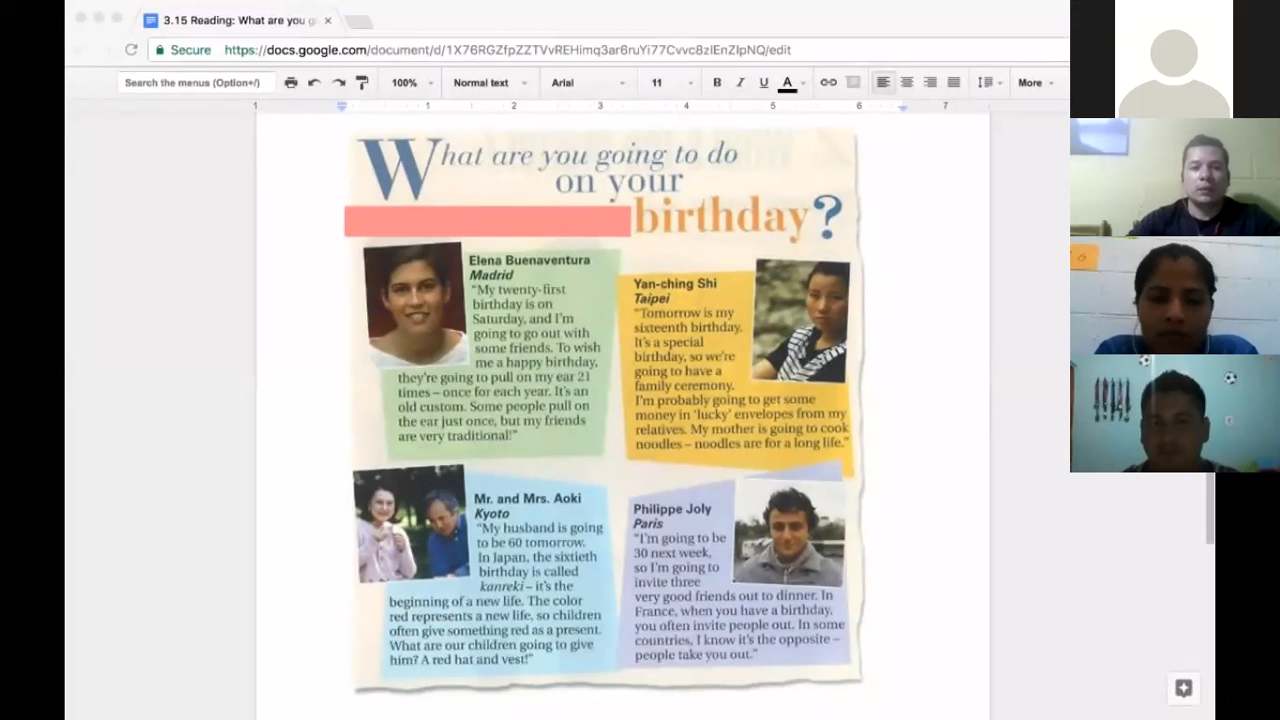 3.15 Reading: What are you g
Secure https://docs.google.com/document/d/1X76RGZfpZZTVvREHimq3ar6ruYi77Cvvc8zIEnZIpNQ/edit
Search the menus (Option+/) 100% Normal text Arial 11 B I U A More
1 1 2 3 4 5 6 7
What are you going to do
on your
birthday?
Elena Buenaventura
Madrid
"My twenty-first
birthday is on
Saturday, and I'm
going to go out with
some friends. To wish
me a happy birthday,
they're going to pull on my ear 21
times – once for each year. It's an
old custom. Some people pull on
the ear just once, but my friends
are very traditional!"
Yan-ching Shi
Taipei
"Tomorrow is my
sixteenth birthday.
It's a special
birthday, so we're
going to have a
family ceremony.
I'm probably going to get some
money in 'lucky' envelopes from my
relatives. My mother is going to cook
noodles – noodles are for a long life."
Mr. and Mrs. Aoki
Kyoto
"My husband is going
to be 60 tomorrow.
In Japan, the sixtieth
birthday is called
kanreki – it's the
beginning of a new life. The color
red represents a new life, so children
often give something red as a present.
What are our children going to give
him? A red hat and vest!"
Philippe Joly
Paris
"I'm going to be
30 next week,
so I'm going to
invite three
very good friends out to dinner. In
France, when you have a birthday,
you often invite people out. In some
countries, I know it's the opposite –
people take you out."